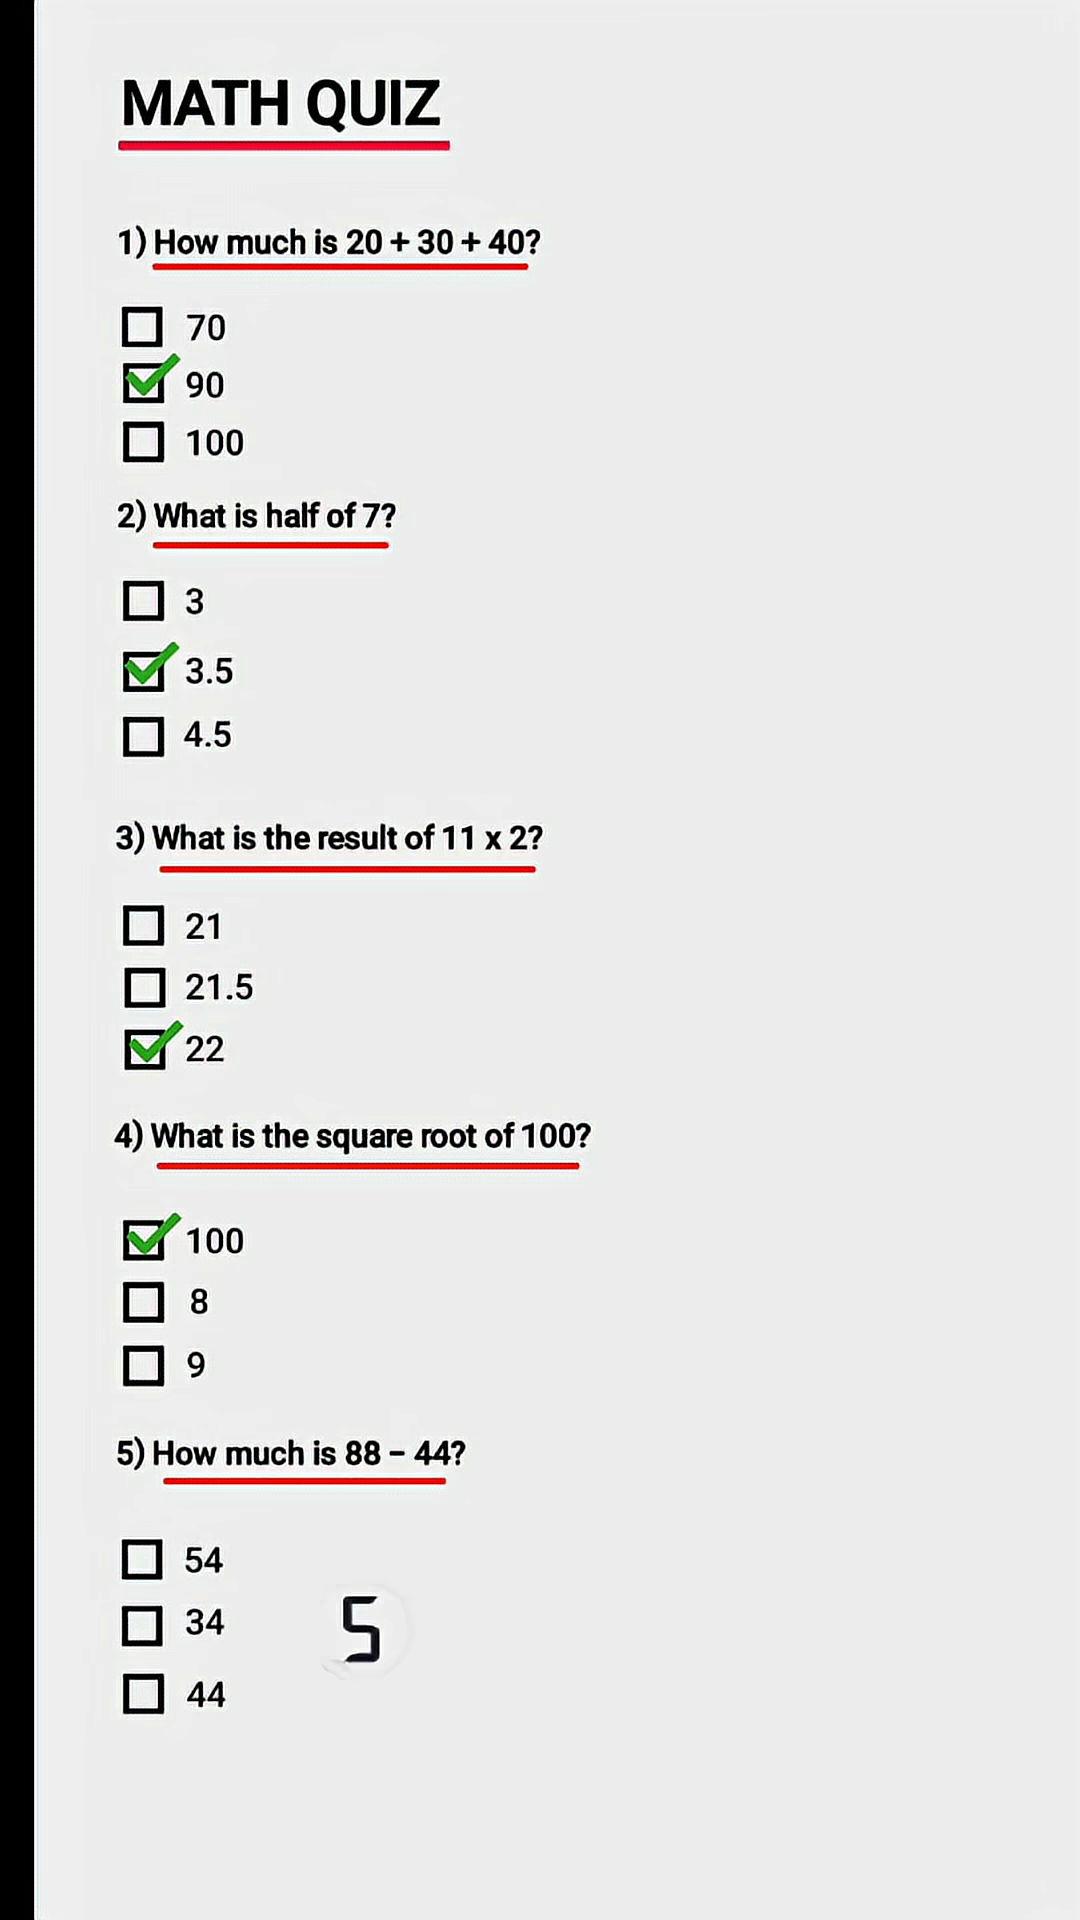 MATH QUIZ
1) How much is 20 + 30 + 40?
70
90
100
2) What is half of 7?
3
3.5
4.5
3) What is the result of 11 x 2?
21
21.5
22
4) What is the square root of 100?
100
8
9
5) How much is 88 – 44?
54
34
5
44